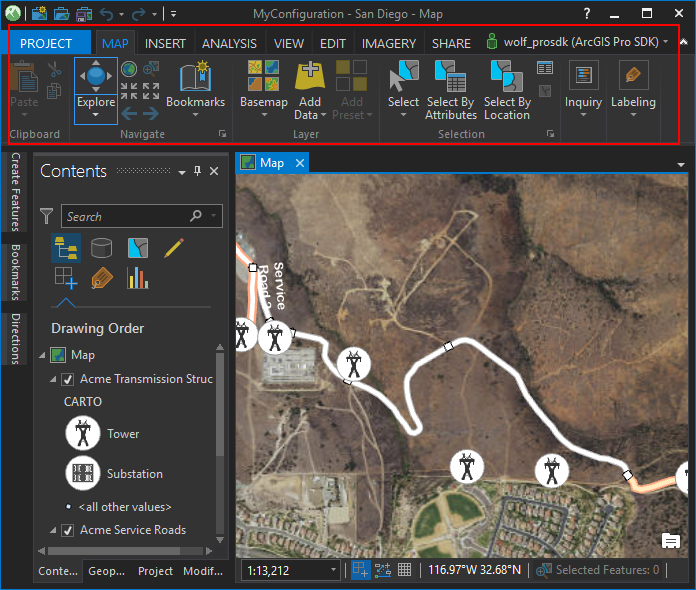 MyConfiguration - San Diego - Map
PROJECT MAP INSERT ANALYSIS VIEW EDIT IMAGERY SHARE wolf_prosdk (ArcGIS Pro SDK)
Paste Explore Bookmarks Basemap Add Data Add Preset Select Select By Attributes Select By Location Inquiry Labeling
Clipboard Navigate Layer Selection
Create Features
Bookmarks
Directions
Contents
Search
Drawing Order
Map
Acme Transmission Struc
CARTO
Tower
Substation
<all other values>
Acme Service Roads
Conte... Geop... Project Modif...
Map
Service
Road 2
1:13,212 116.97°W 32.68°N Selected Features: 0